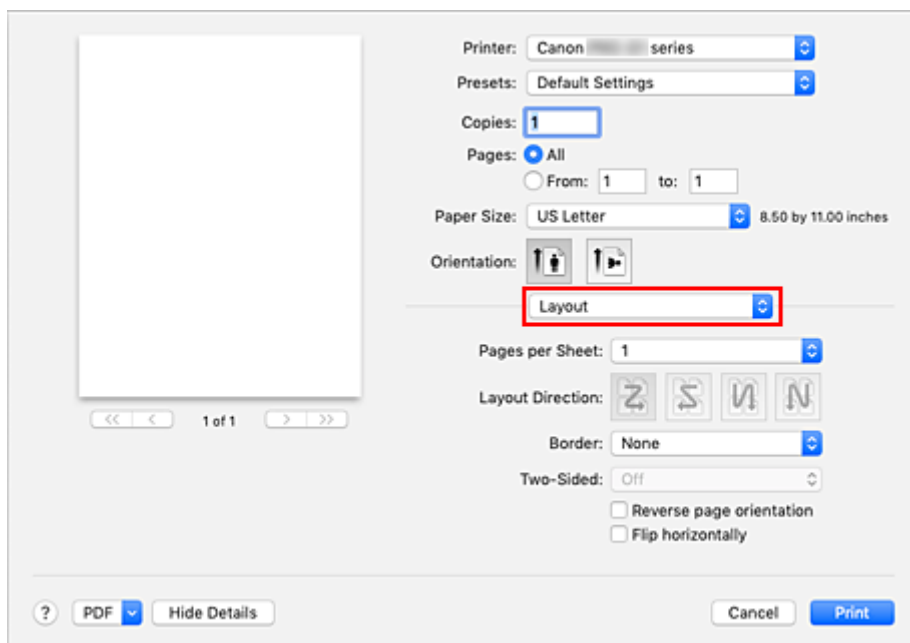 Printer: Canon series
Presets: Default Settings
Copies: 1
Pages: All
From: 1 to: 1
Paper Size: US Letter 8.50 by 11.00 inches
Orientation:
Layout
Pages per Sheet: 1
Layout Direction:
Border: None
Two-Sided: Off
Reverse page orientation
Flip horizontally
<< < 1 of 1 > >>
? PDF Hide Details Cancel Print